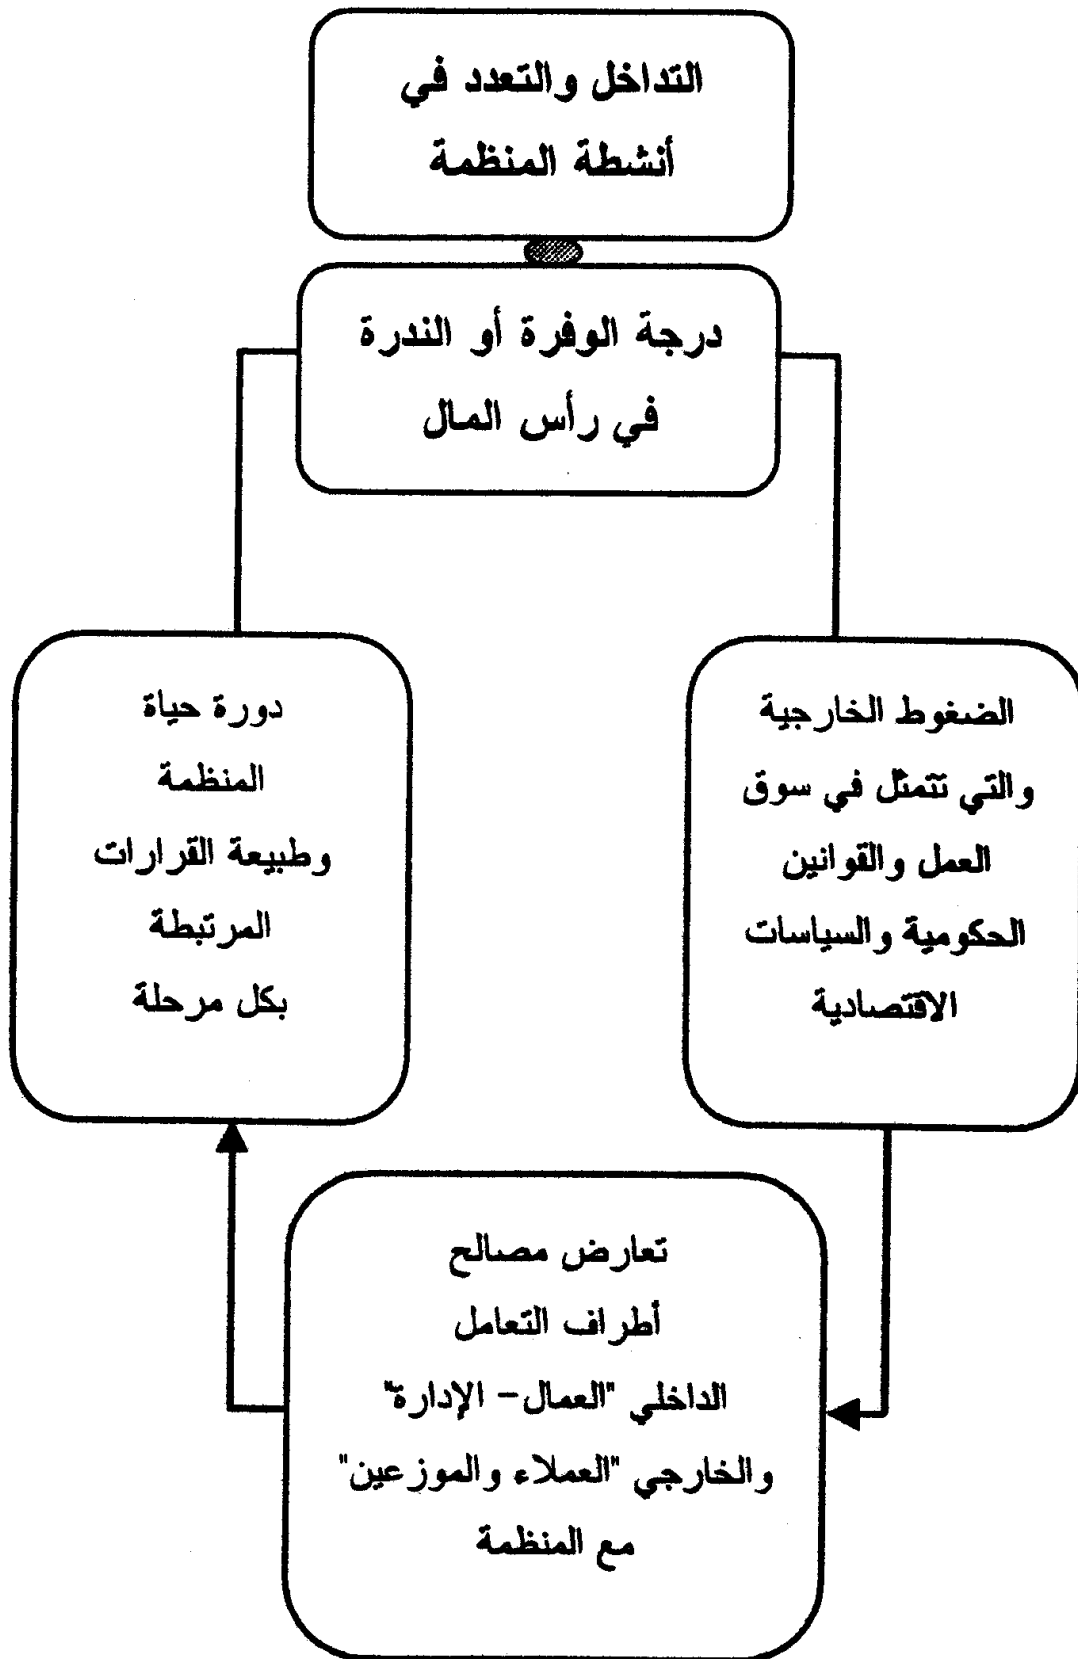 التداخل والتعدد في
أنشطة المنظمة
درجة الوفرة أو الندرة
في رأس المال
الضغوط الخارجية
والتي تتمثل في سوق
العمل والقوانين
الحكومية والسياسات
الاقتصادية
دورة حياة
المنظمة
وطبيعة القرارات
المرتبطة
بكل مرحلة
تعارض مصالح
أطراف التعامل
الداخلي "العمال- الإدارة"
والخارجي "العملاء والموزعين"
مع المنظمة